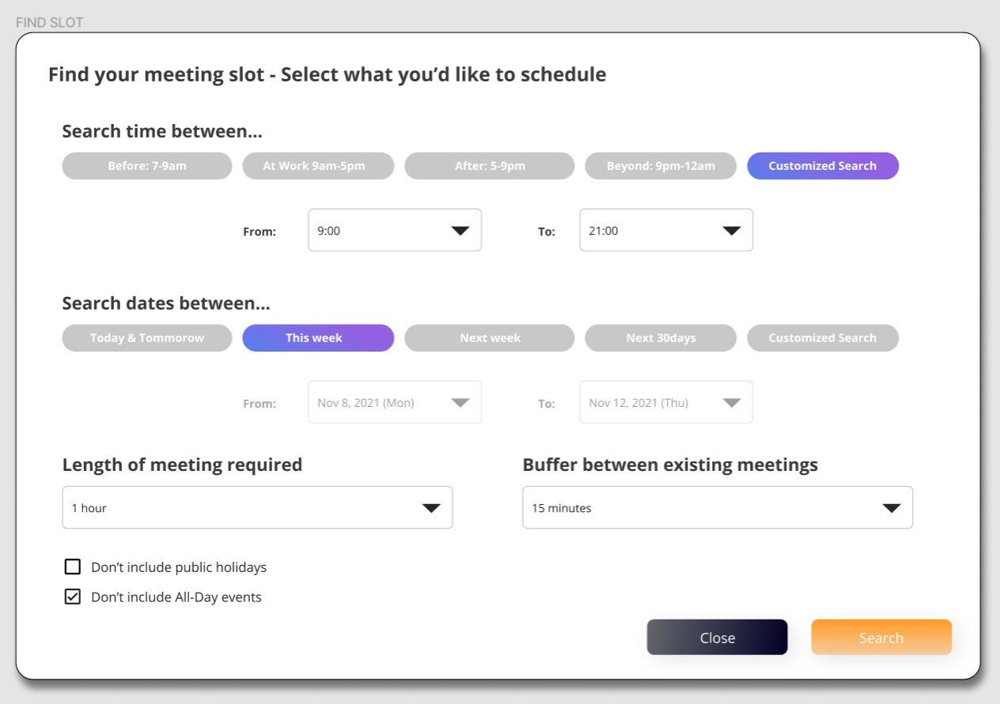 FIND SLOT
Find your meeting slot - Select what you’d like to schedule
Search time between...
Before: 7-9am At Work 9am-5pm After: 5-9pm Beyond: 9pm-12am Customized Search
From: 9:00 To: 21:00
Search dates between...
Today & Tommorow This week Next week Next 30days Customized Search
From: Nov 8, 2021 (Mon) To: Nov 12, 2021 (Thu)
Length of meeting required Buffer between existing meetings
1 hour 15 minutes
Don’t include public holidays
Don’t include All-Day events
Close Search